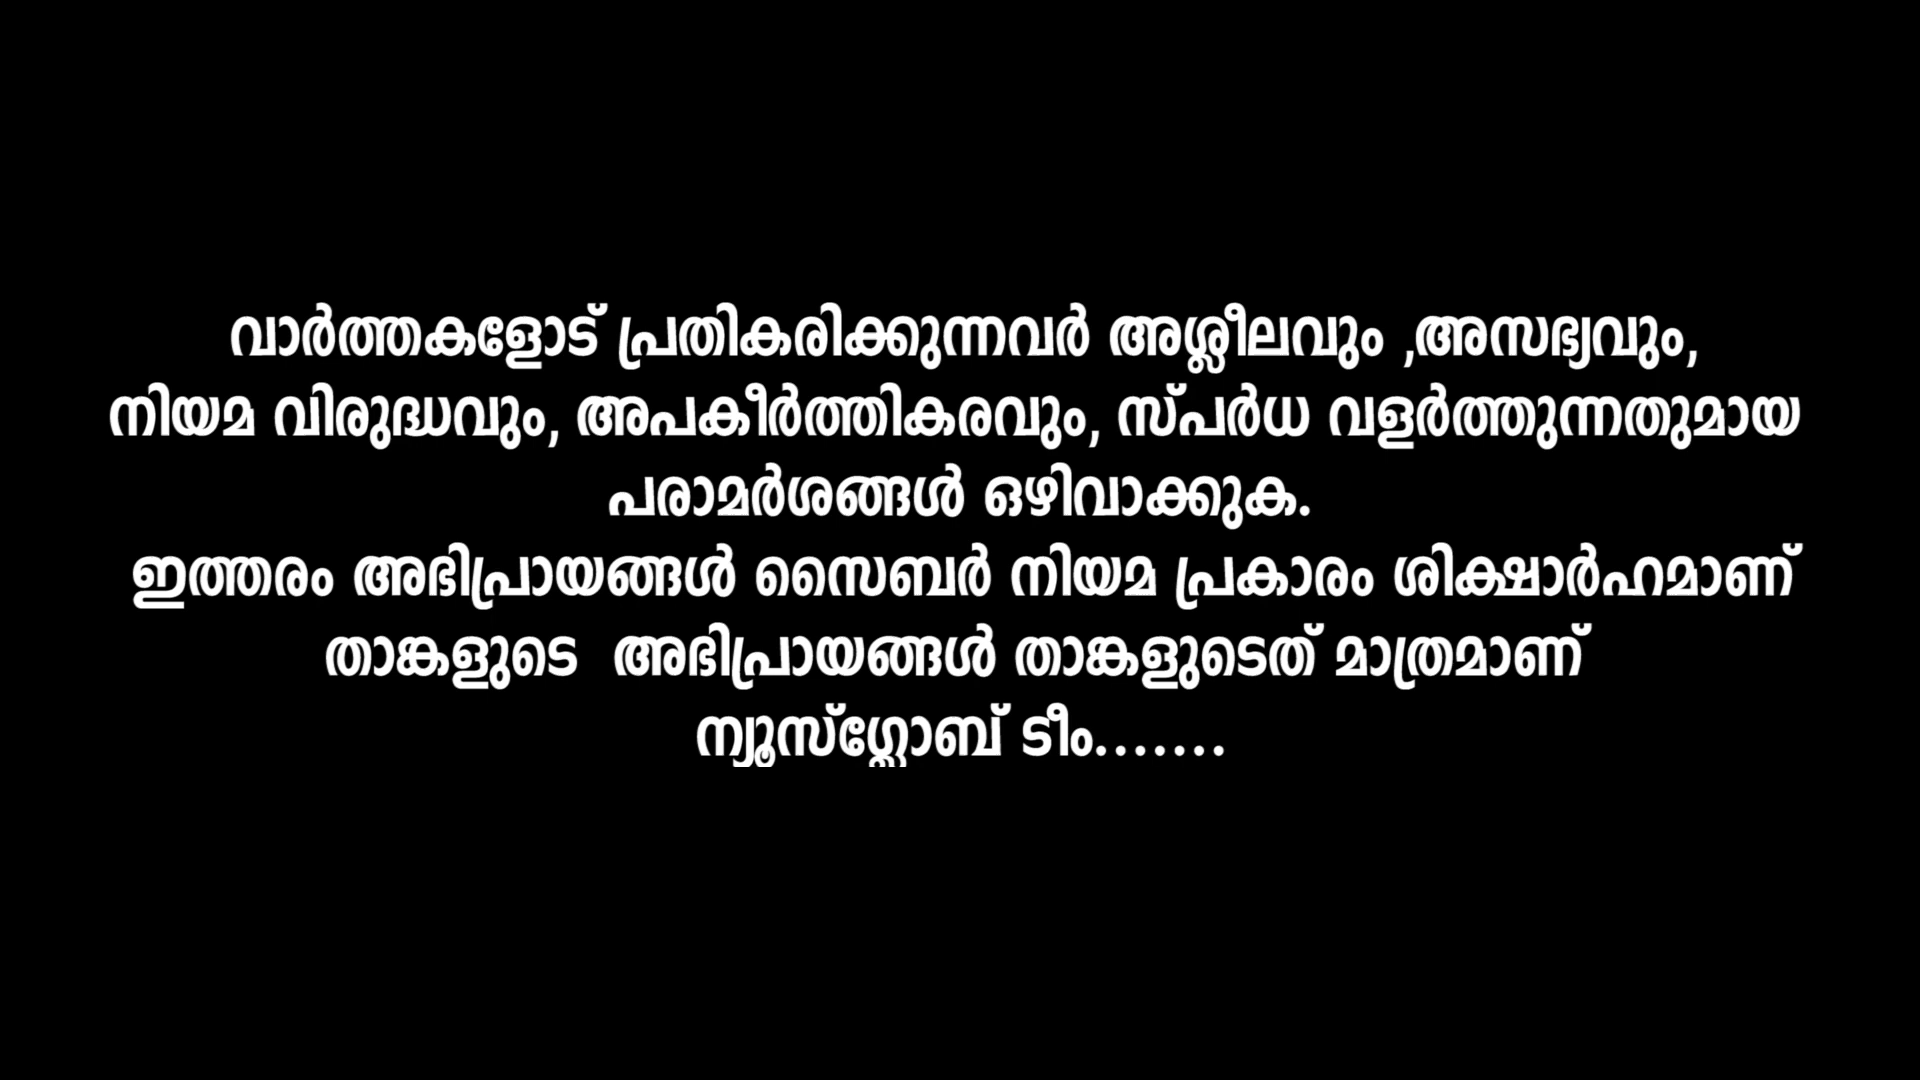 വാർത്തകളോട് പ്രതികരിക്കുന്നവർ അശ്ലീലവും ,അസഭ്യവും,
നിയമ വിരുദ്ധവും, അപകീർത്തികരവും, സ്പർധ വളർത്തുന്നതുമായ
പരാമർശങ്ങൾ ഒഴിവാക്കുക.
ഇത്തരം അഭിപ്രായങ്ങൾ സൈബർ നിയമ പ്രകാരം ശിക്ഷാർഹമാണ്
താങ്കളുടെ അഭിപ്രായങ്ങൾ താങ്കളുടെത് മാത്രമാണ്
ന്യൂസ്ഗ്ലോബ് ടീം.......